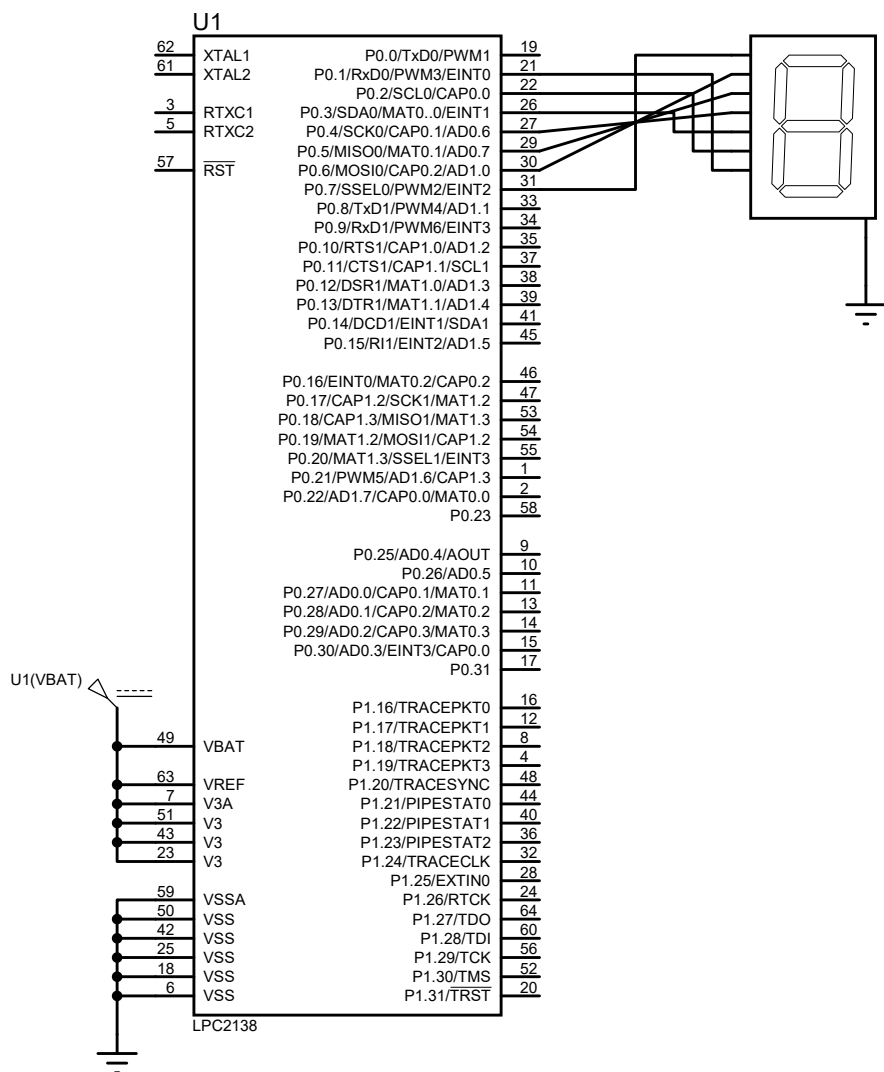 U1
62 XTAL1 P0.0/TxD0/PWM1 19
61 XTAL2 P0.1/RxD0/PWM3/EINT0 21
P0.2/SCL0/CAP0.0 22
3 RTXC1 P0.3/SDA0/MAT0..0/EINT1 26
5 RTXC2 P0.4/SCK0/CAP0.1/AD0.6 27
P0.5/MISO0/MAT0.1/AD0.7 29
57 RST P0.6/MOSI0/CAP0.2/AD1.0 30
P0.7/SSEL0/PWM2/EINT2 31
P0.8/TxD1/PWM4/AD1.1 33
P0.9/RxD1/PWM6/EINT3 34
P0.10/RTS1/CAP1.0/AD1.2 35
P0.11/CTS1/CAP1.1/SCL1 37
P0.12/DSR1/MAT1.0/AD1.3 38
P0.13/DTR1/MAT1.1/AD1.4 39
P0.14/DCD1/EINT1/SDA1 41
P0.15/RI1/EINT2/AD1.5 45
P0.16/EINT0/MAT0.2/CAP0.2 46
P0.17/CAP1.2/SCK1/MAT1.2 47
P0.18/CAP1.3/MISO1/MAT1.3 53
P0.19/MAT1.2/MOSI1/CAP1.2 54
P0.20/MAT1.3/SSEL1/EINT3 55
P0.21/PWM5/AD1.6/CAP1.3 1
P0.22/AD1.7/CAP0.0/MAT0.0 2
P0.23 58
P0.25/AD0.4/AOUT 9
P0.26/AD0.5 10
P0.27/AD0.0/CAP0.1/MAT0.1 11
P0.28/AD0.1/CAP0.2/MAT0.2 13
P0.29/AD0.2/CAP0.3/MAT0.3 14
P0.30/AD0.3/EINT3/CAP0.0 15
P0.31 17
U1(VBAT)
P1.16/TRACEPKT0 16
P1.17/TRACEPKT1 12
49 VBAT P1.18/TRACEPKT2 8
P1.19/TRACEPKT3 4
63 VREF P1.20/TRACESYNC 48
7 V3A P1.21/PIPESTAT0 44
51 V3 P1.22/PIPESTAT1 40
43 V3 P1.23/PIPESTAT2 36
23 V3 P1.24/TRACECLK 32
P1.25/EXTIN0 28
59 VSSA P1.26/RTCK 24
50 VSS P1.27/TDO 64
42 VSS P1.28/TDI 60
25 VSS P1.29/TCK 56
18 VSS P1.30/TMS 52
6 VSS P1.31/TRST 20
LPC2138